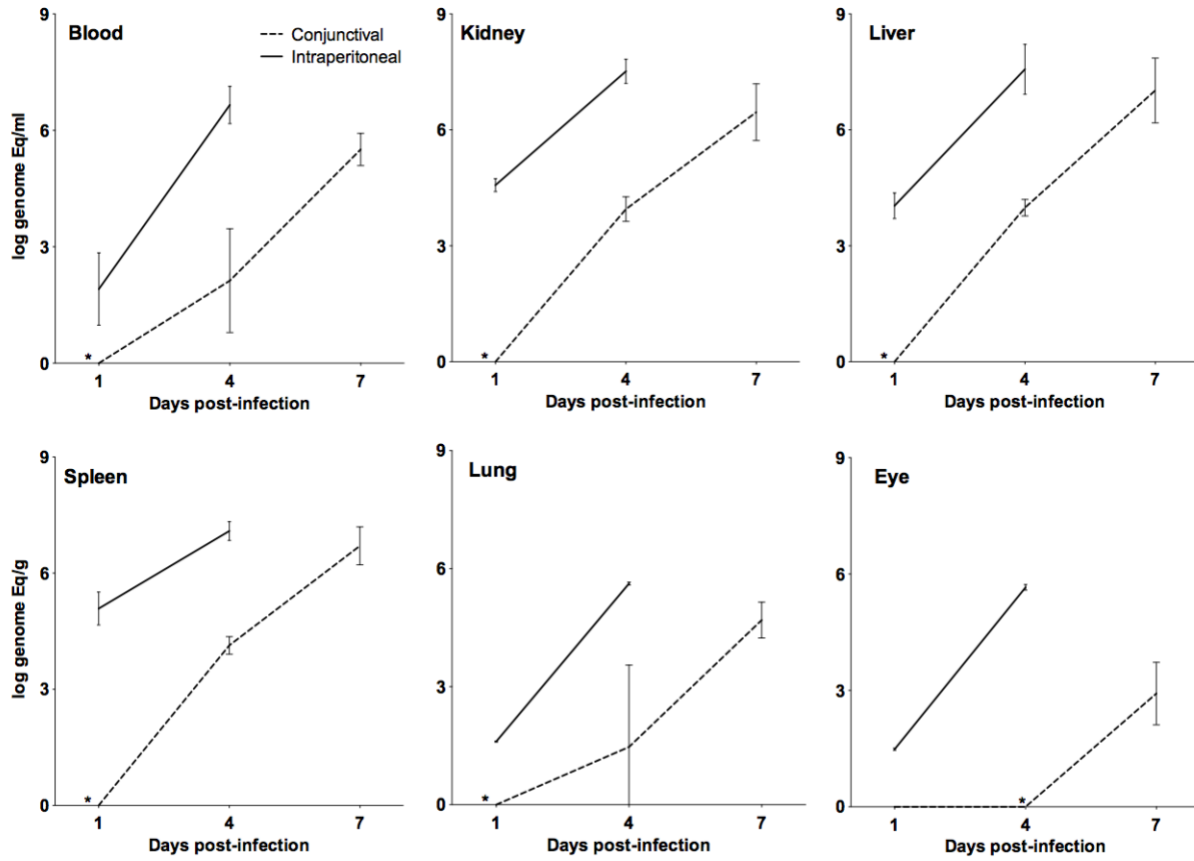 Blood
Conjunctival
Intraperitoneal
log genome Eq/ml
9
6
3
0
*
1 4 7
Days post-infection
Kidney
9
6
3
0
*
1 4 7
Days post-infection
Liver
9
6
3
0
*
1 4 7
Days post-infection
Spleen
log genome Eq/g
9
6
3
0
*
1 4 7
Days post-infection
Lung
9
6
3
0
*
1 4 7
Days post-infection
Eye
9
6
3
0
*
1 4 7
Days post-infection